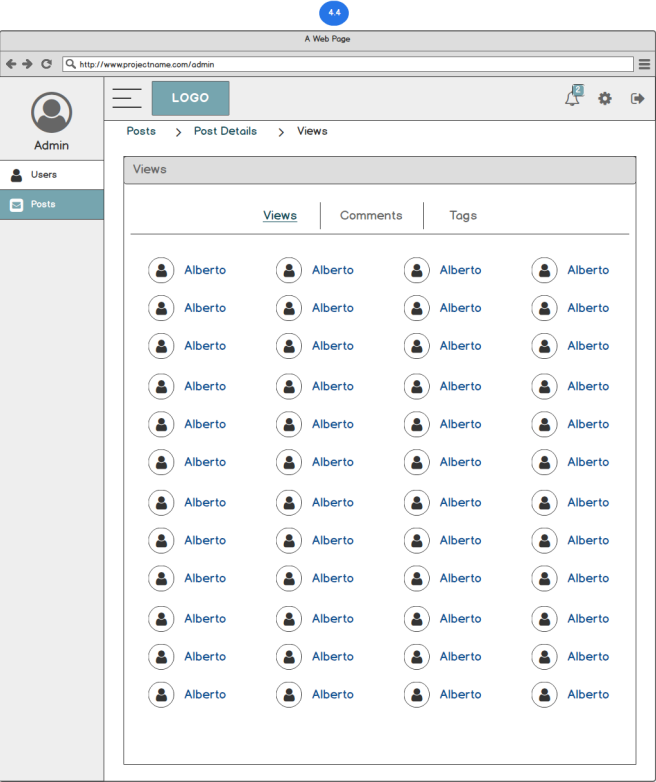 4.4
A Web Page
http://www.projectname.com/admin
LOGO
2
Admin
Posts > Post Details > Views
Users
Posts
Views
Views Comments Tags
Alberto Alberto Alberto Alberto
Alberto Alberto Alberto Alberto
Alberto Alberto Alberto Alberto
Alberto Alberto Alberto Alberto
Alberto Alberto Alberto Alberto
Alberto Alberto Alberto Alberto
Alberto Alberto Alberto Alberto
Alberto Alberto Alberto Alberto
Alberto Alberto Alberto Alberto
Alberto Alberto Alberto Alberto
Alberto Alberto Alberto Alberto
Alberto Alberto Alberto Alberto